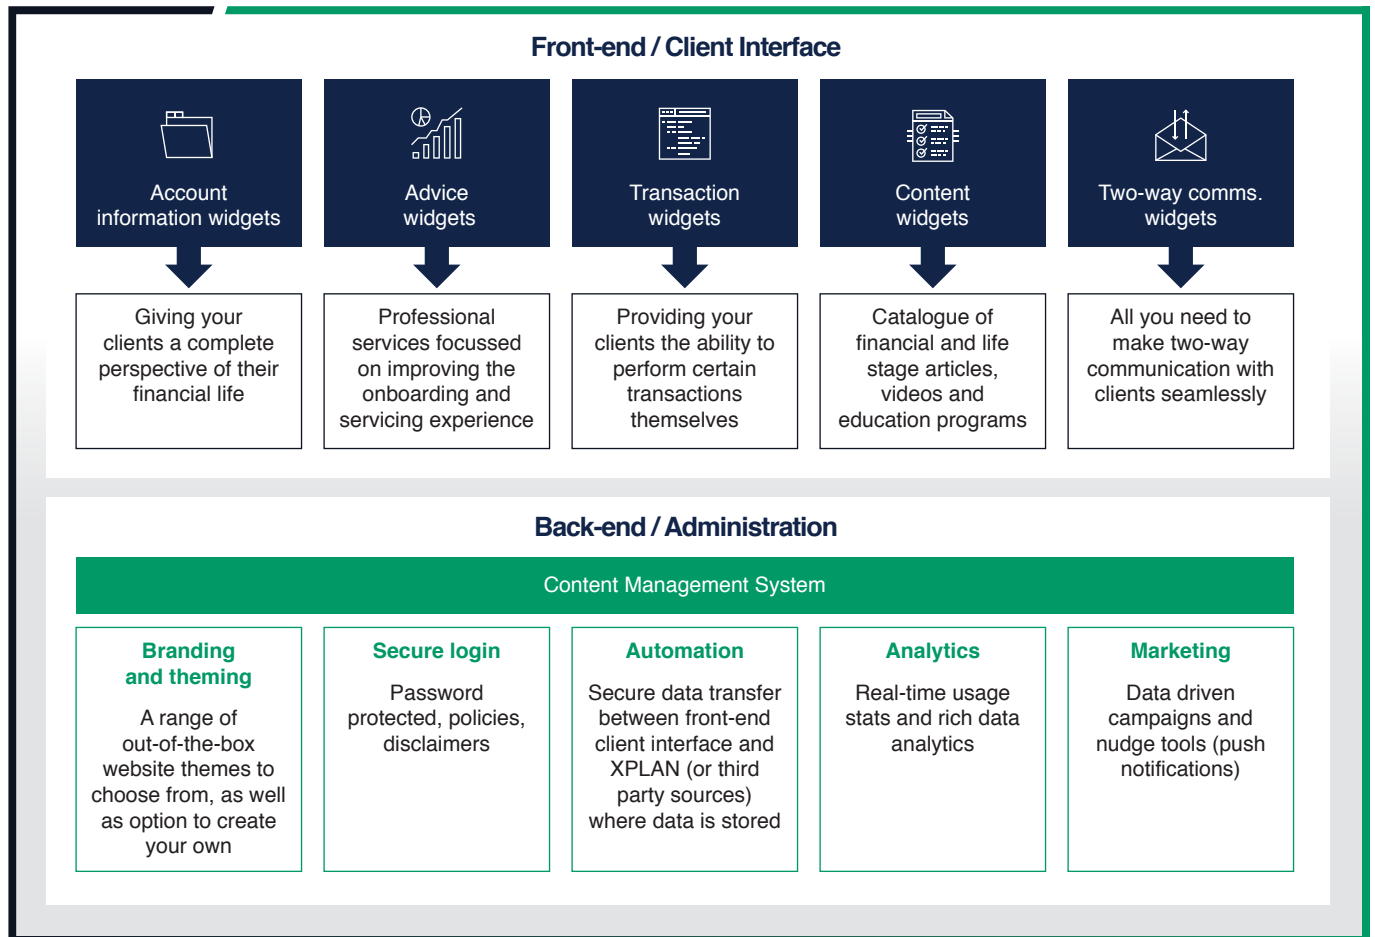 Front-end / Client Interface
Account
information widgets
Advice
widgets
Transaction
widgets
Content
widgets
Two-way comms.
widgets
Giving your
clients a complete
perspective of their
financial life
Professional
services focussed
on improving the
onboarding and
servicing experience
Providing your
clients the ability to
perform certain
transactions
themselves
Catalogue of
financial and life
stage articles,
videos and
education programs
All you need to
make two-way
communication with
clients seamlessly
Back-end / Administration
Content Management System
Branding
and theming
A range of
out-of-the-box
website themes to
choose from, as well
as option to create
your own
Secure login
Password
protected, policies,
disclaimers
Automation
Secure data transfer
between front-end
client interface and
XPLAN (or third
party sources)
where data is stored
Analytics
Real-time usage
stats and rich data
analytics
Marketing
Data driven
campaigns and
nudge tools (push
notifications)